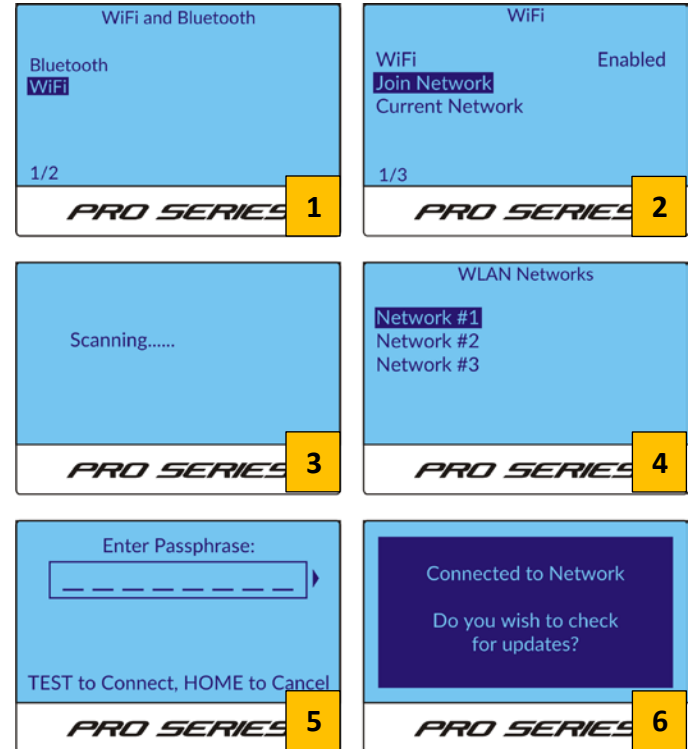 WiFi and Bluetooth
Bluetooth
WiFi
1/2
PRO SERIES
1
WiFi
WiFi Enabled
Join Network
Current Network
1/3
PRO SERIES
2
Scanning......
PRO SERIES
3
WLAN Networks
Network #1
Network #2
Network #3
PRO SERIES
4
Enter Passphrase:
_ _ _ _ _ _ _ _ _
TEST to Connect, HOME to Cancel
PRO SERIES
5
Connected to Network
Do you wish to check
for updates?
PRO SERIES
6